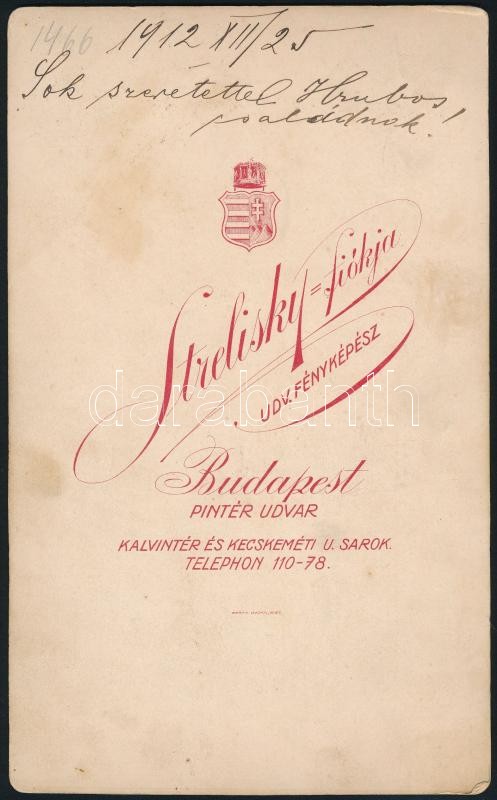 1466 1912 XII/25
Sok szeretettel Hrubos
családnak!
Strelisky=fiókja
UDV. FÉNYKÉPÉSZ
darabanth
Budapest
PINTÉR UDVAR
KALVINTÉR ÉS KECSKEMÉTI U. SAROK.
TELEPHON 110-78.